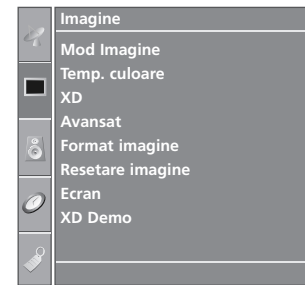 Imagine
Mod Imagine
Temp. culoare
XD
Avansat
Format imagine
Resetare imagine
Ecran
XD Demo